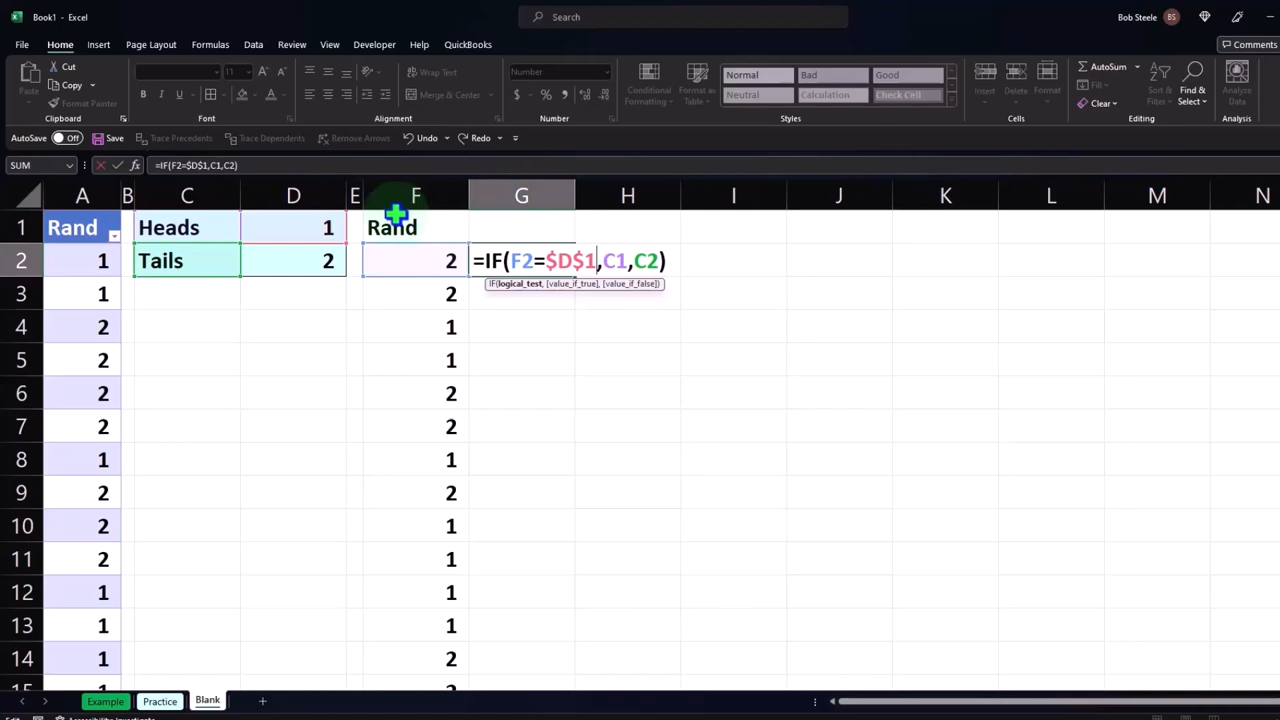 Book1 - Excel
Search
Bob Steele BS
File Home Insert Page Layout Formulas Data Review View Developer Help QuickBooks Comments
Cut
Copy
Format Painter
Paste
11
Wrap Text
Merge & Center
Number
Conditional Formatting
Format as Table
Normal Bad Good
Neutral Calculation Check Cell
Insert Delete Format
AutoSum
Fill
Clear
Sort & Filter
Find & Select
Analyze Data
Clipboard Font Alignment Number Styles Cells Editing Analysis
AutoSave Off Save Trace Precedents Trace Dependents Remove Arrows Undo Redo
SUM fx =IF(F2=$D$1,C1,C2)
A B C D E F G H I J K L M N
1 Rand Heads 1 Rand
2 1 Tails 2 2 =IF(F2=$D$1,C1,C2)
IF(logical_test, [value_if_true], [value_if_false])
3 1 2
4 2 1
5 2 1
6 2 2
7 2 2
8 1 1
9 2 2
10 2 1
11 2 1
12 1 1
13 1 1
14 1 2
Example Practice Blank